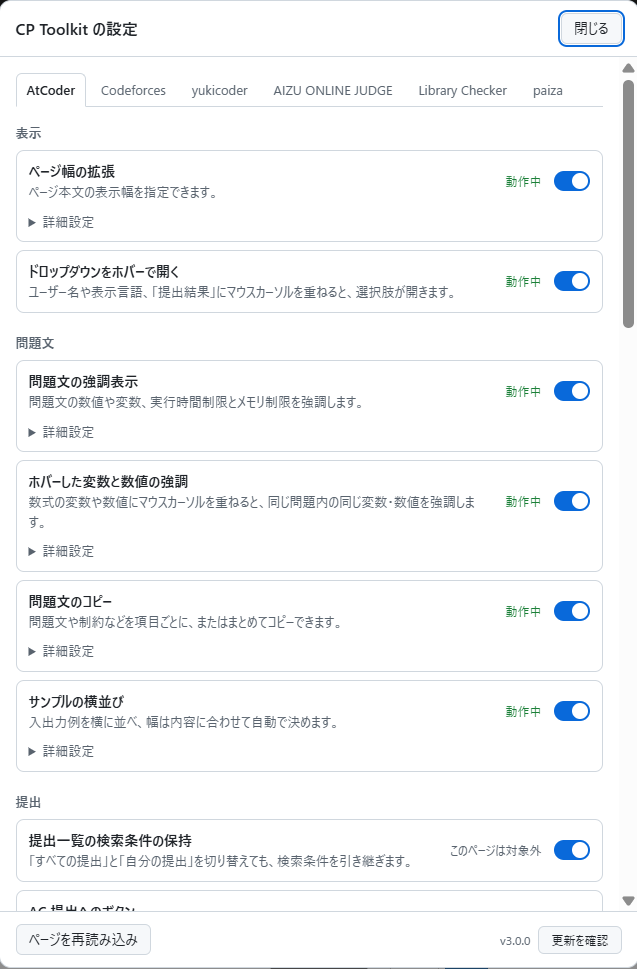 CP Toolkit の設定
閉じる
AtCoder
Codeforces
yukicoder
AIZU ONLINE JUDGE
Library Checker
paiza
表示
ページ幅の拡張
ページ本文の表示幅を指定できます。
動作中
▶ 詳細設定
ドロップダウンをホバーで開く
ユーザー名や表示言語、「提出結果」にマウスカーソルを重ねると、選択肢が開きます。
動作中
問題文
問題文の強調表示
問題文の数値や変数、実行時間制限とメモリ制限を強調します。
動作中
▶ 詳細設定
ホバーした変数と数値の強調
数式の変数や数値にマウスカーソルを重ねると、同じ問題内の同じ変数・数値を強調しま
す。
動作中
▶ 詳細設定
問題文のコピー
問題文や制約などを項目ごとに、またはまとめてコピーできます。
動作中
▶ 詳細設定
サンプルの横並び
入出力例を横に並べ、幅は内容に合わせて自動で決めます。
動作中
▶ 詳細設定
提出
提出一覧の検索条件の保持
「すべての提出」と「自分の提出」を切り替えても、検索条件を引き継ぎます。
このページは対象外
AC 提出へのボタン
ページを再読み込み
v3.0.0
更新を確認